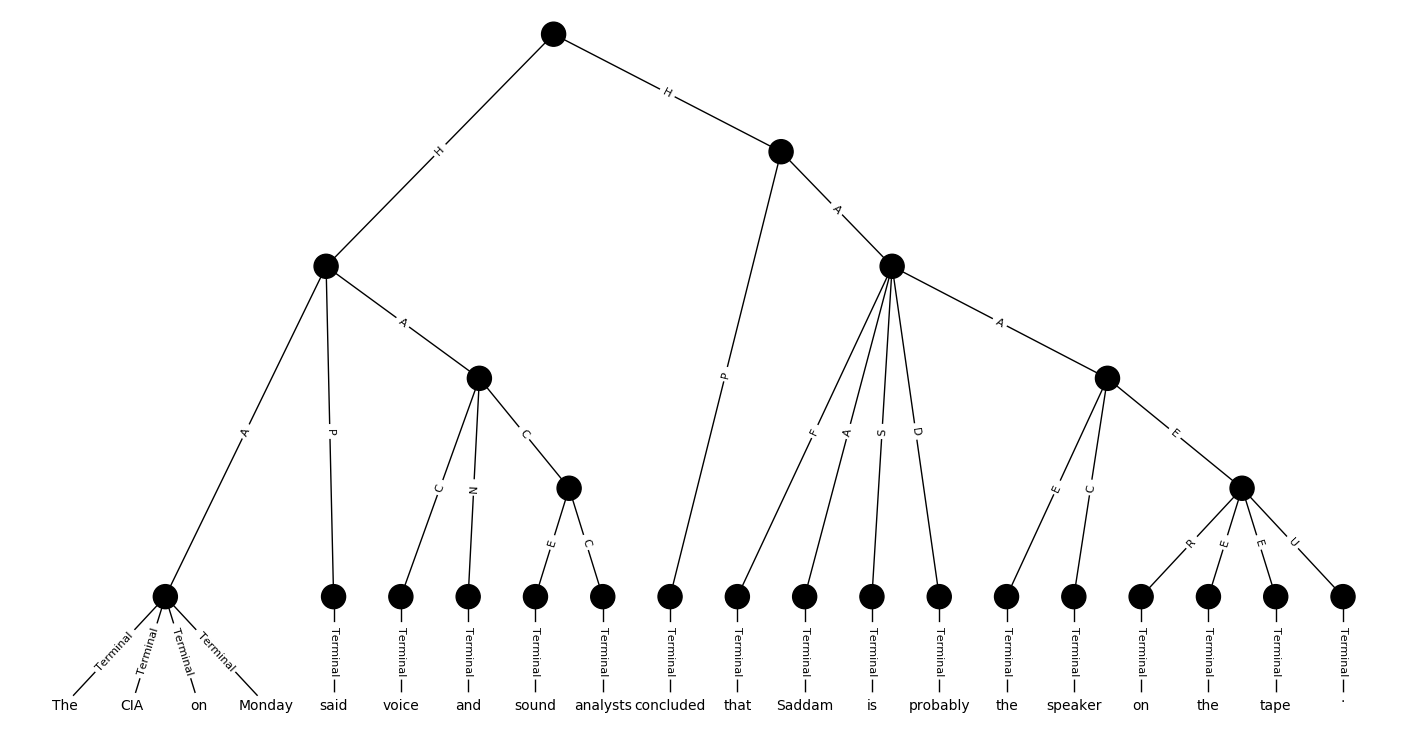 H
H
A
A P A P F A S D A
C N C E C E
E C R E E U
Terminal Terminal Terminal Terminal Terminal Terminal Terminal Terminal Terminal Terminal Terminal Terminal Terminal Terminal Terminal Terminal Terminal Terminal Terminal Terminal
The CIA on Monday said voice and sound analysts concluded that Saddam is probably the speaker on the tape .